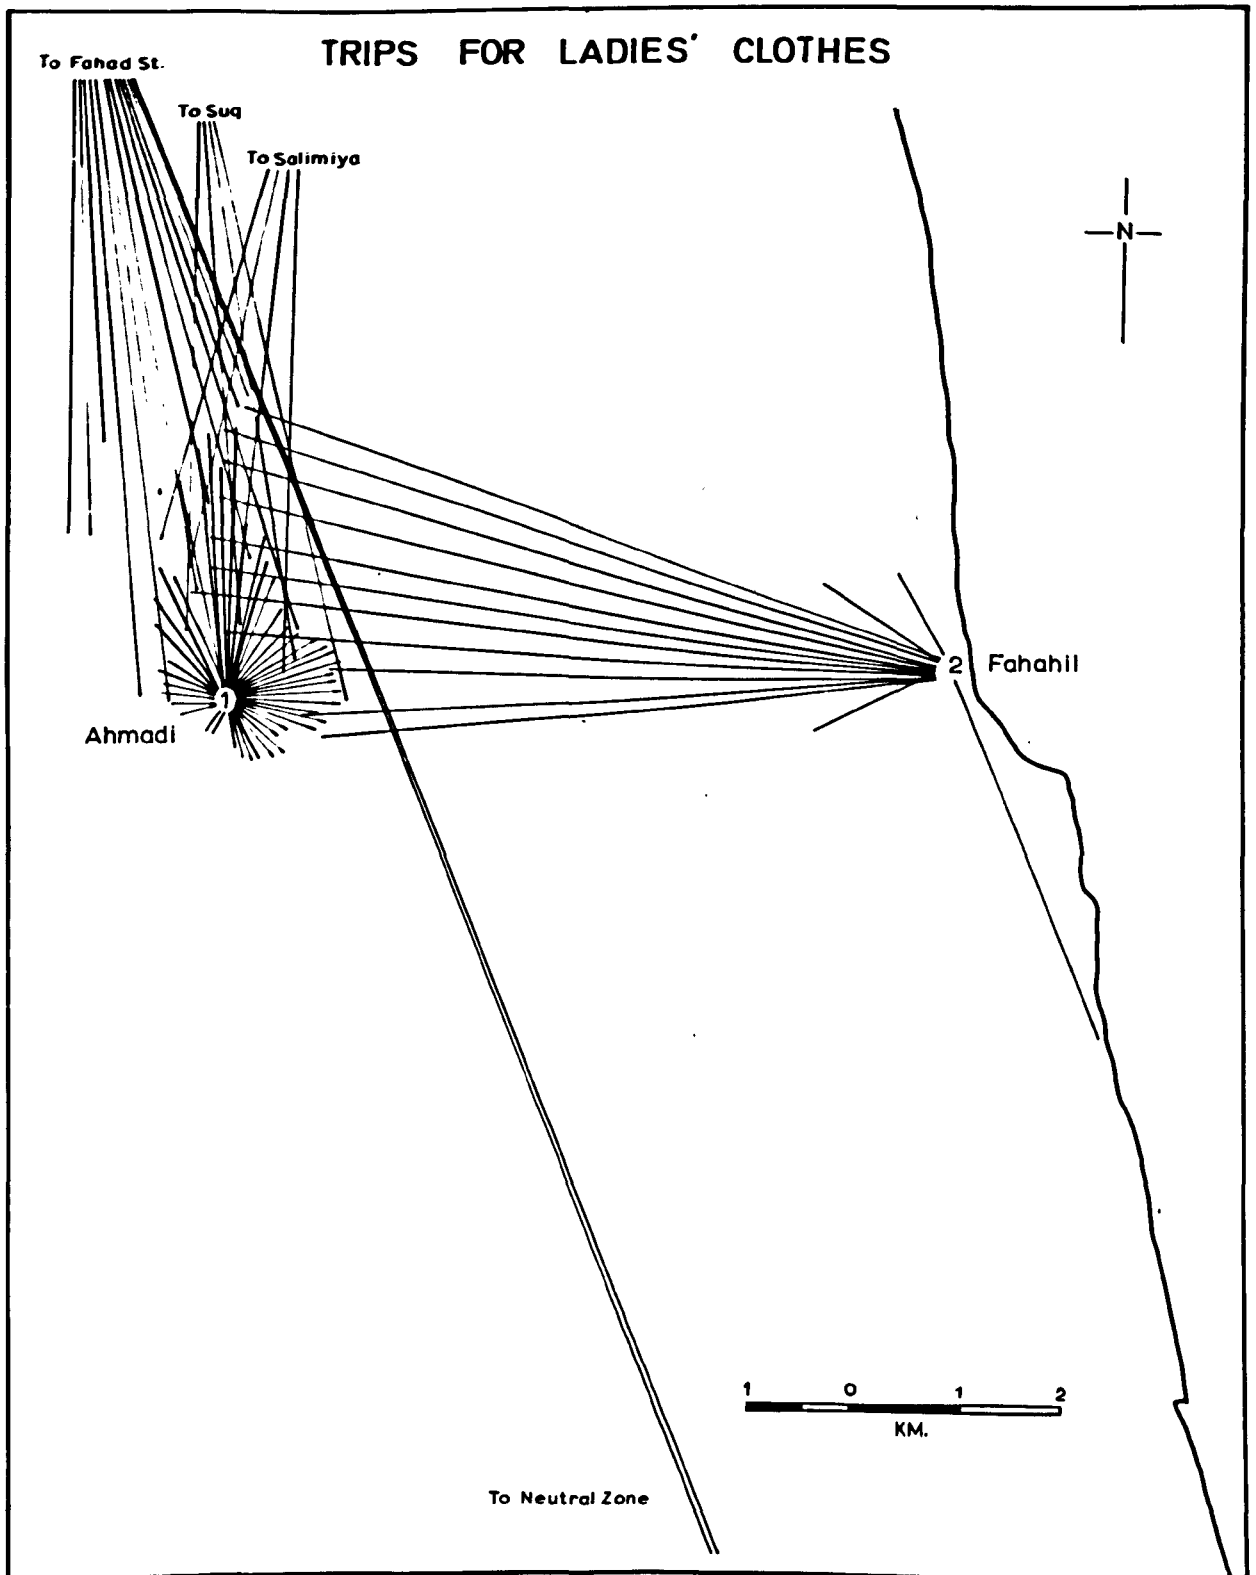 TRIPS FOR LADIES' CLOTHES
To Fahad St.
To Suq
To Salimiya
N
2 Fahahil
1
Ahmadi
1 0 1 2
KM.
To Neutral Zone